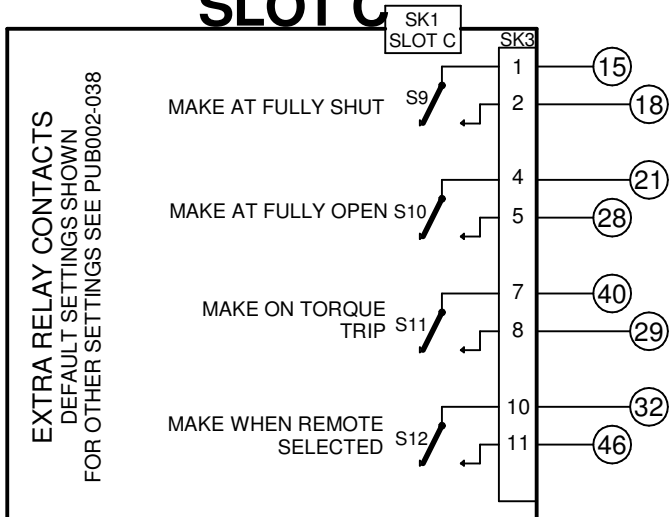 SLOT C
SK1
SLOT C
SK3
EXTRA RELAY CONTACTS
DEFAULT SETTINGS SHOWN
FOR OTHER SETTINGS SEE PUB002-038
MAKE AT FULLY SHUT S9
1 15
2 18
MAKE AT FULLY OPEN S10
4 21
5 28
MAKE ON TORQUE
TRIP S11
7 40
8 29
MAKE WHEN REMOTE
SELECTED S12
10 32
11 46